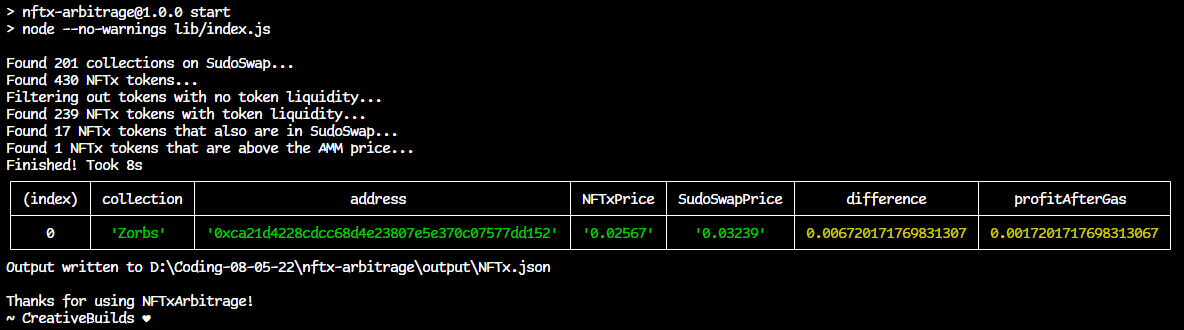 > nftx-arbitrage@1.0.0 start
> node --no-warnings lib/index.js
Found 201 collections on SudoSwap...
Found 430 NFTx tokens...
Filtering out tokens with no token liquidity...
Found 239 NFTx tokens with token liquidity...
Found 17 NFTx tokens that also are in SudoSwap...
Found 1 NFTx tokens that are above the AMM price...
Finished! Took 8s
(index) collection address NFTxPrice SudoSwapPrice difference profitAfterGas
0 'Zorbs' '0xca21d4228cdcc68d4e23807e5e370c07577dd152' '0.02567' '0.03239' 0.006720171769831307 0.0017201717698313067
Output written to D:\Coding-08-05-22\nftx-arbitrage\output\NFTx.json
Thanks for using NFTxArbitrage!
~ CreativeBuilds ♥